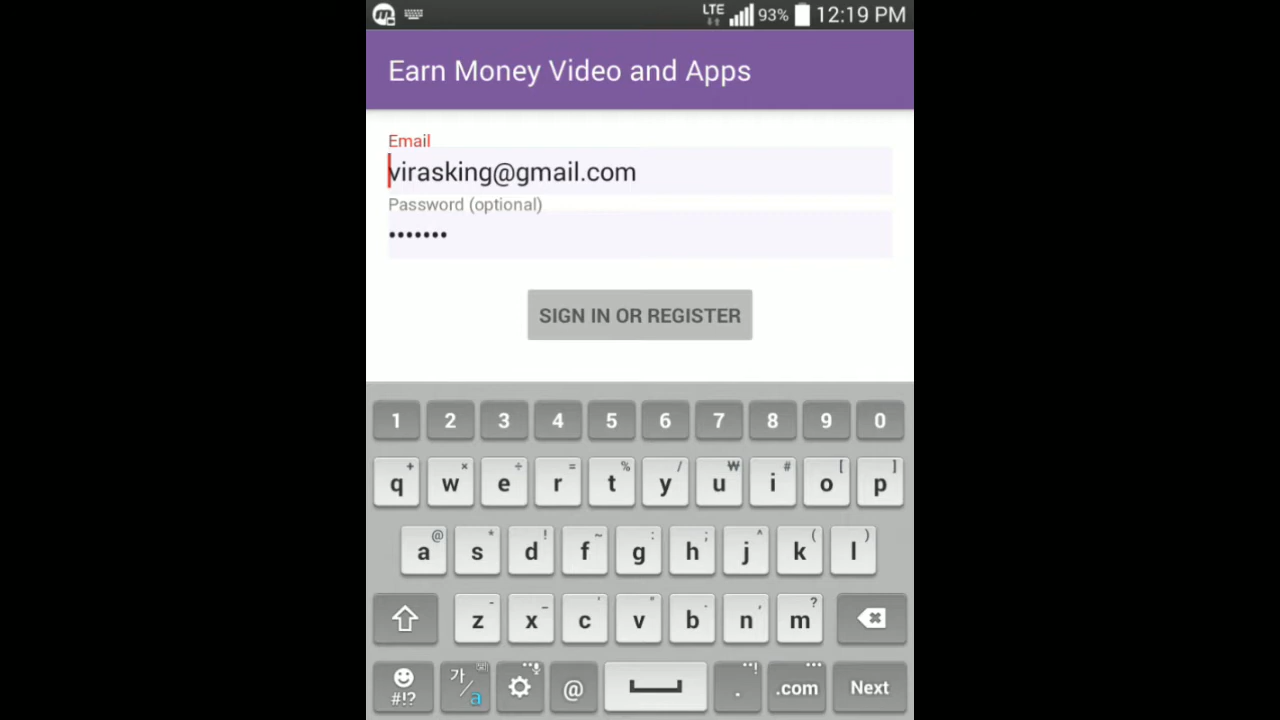 LTE 93% 12:19 PM
Earn Money Video and Apps
Email
virasking@gmail.com
Password (optional)
•••••••
SIGN IN OR REGISTER
1 2 3 4 5 6 7 8 9 0
+ × ÷ = % / ₩ # [ ]
q w e r t y u i o p
@ * ! ~ : ; ^ ( )
a s d f g h j k l
- _ ' " . , ?
z x c v b n m
#!? 가/a @ . .com Next